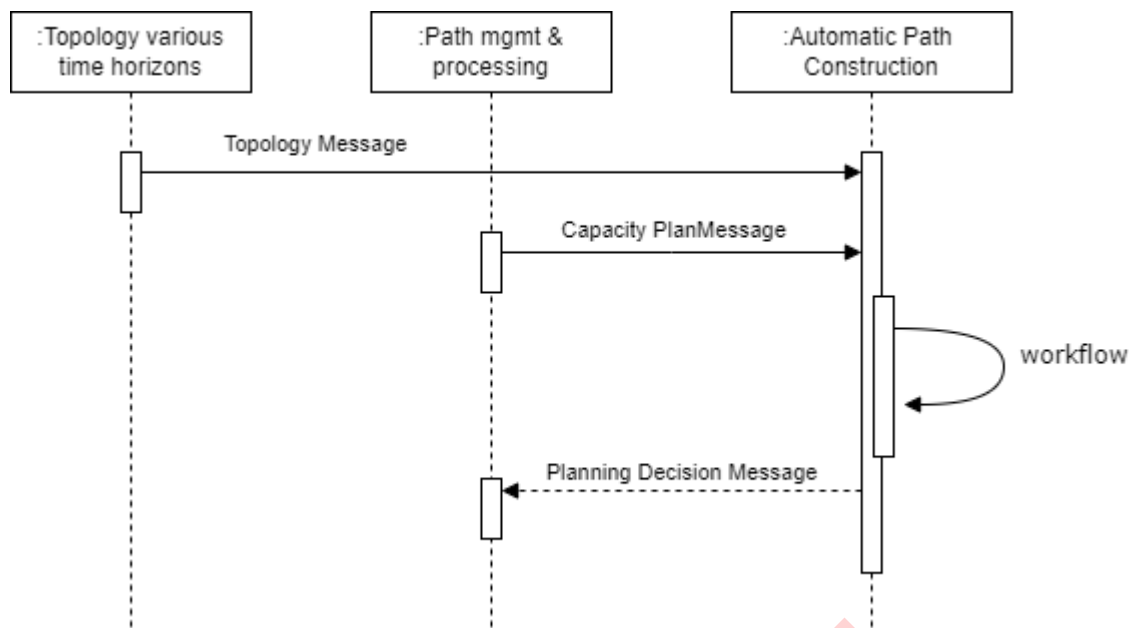 :Topology various
time horizons
:Path mgmt &
processing
:Automatic Path
Construction
Topology Message
Capacity PlanMessage
workflow
Planning Decision Message